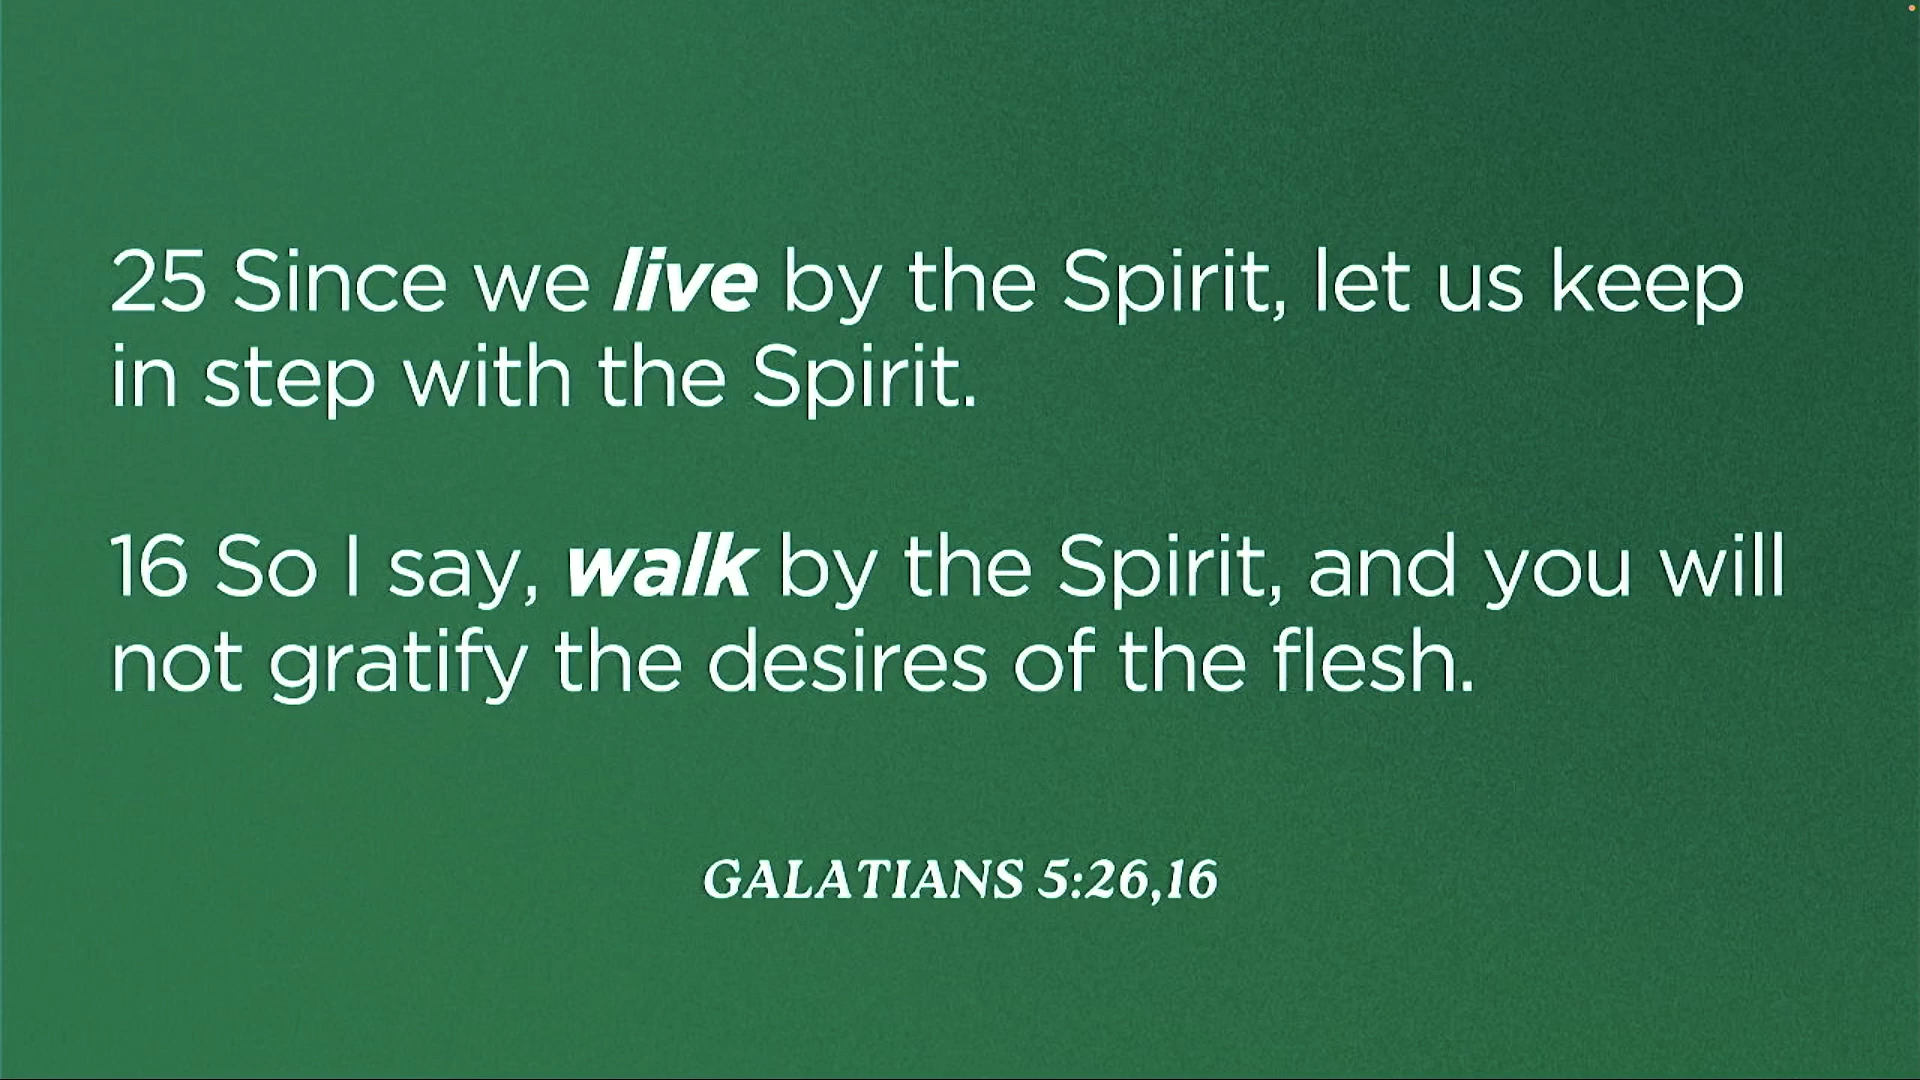 25 Since we live by the Spirit, let us keep
in step with the Spirit.
16 So I say, walk by the Spirit, and you will
not gratify the desires of the flesh.
GALATIANS 5:26,16